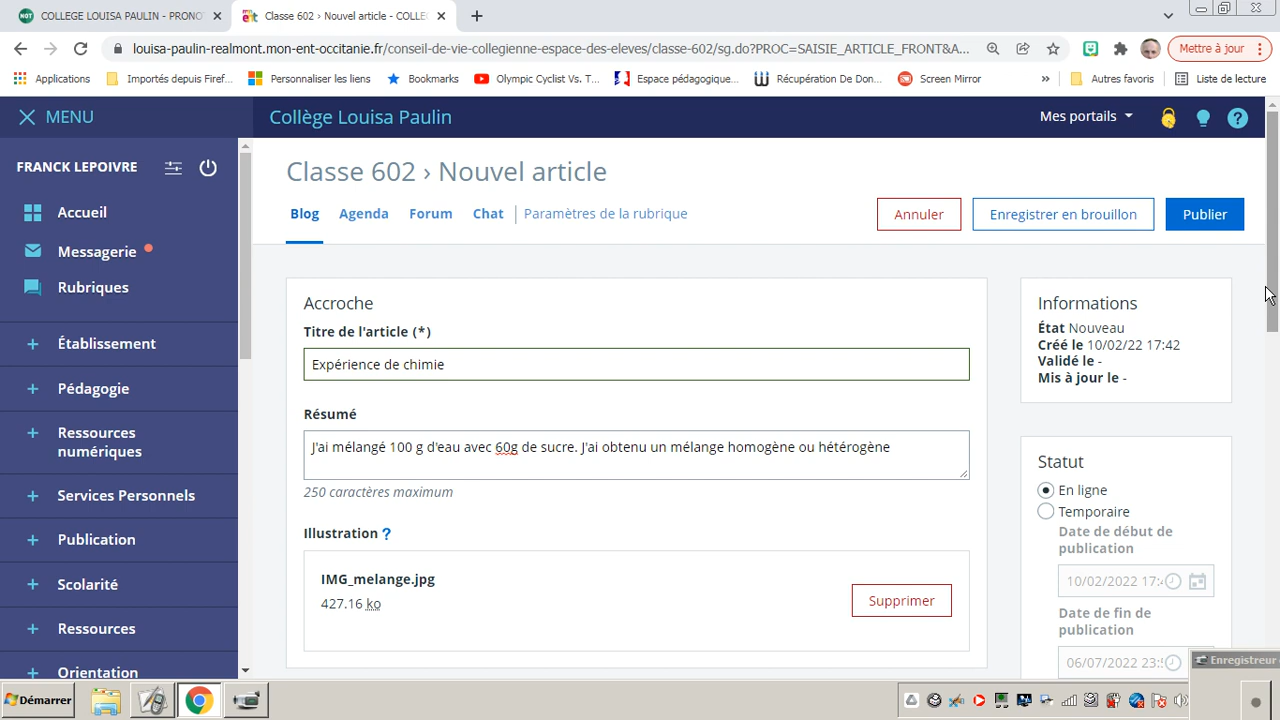 COLLEGE LOUISA PAULIN - PRONOT
Classe 602 › Nouvel article - COLLE
louisa-paulin-realmont.mon-ent-occitanie.fr/conseil-de-vie-collegienne-espace-des-eleves/classe-602/sg.do?PROC=SAISIE_ARTICLE_FRONT&A...
Mettre à jour
Applications
Importés depuis Firef...
Personnaliser les liens
Bookmarks
Olympic Cyclist Vs. T...
Espace pédagogique...
Récupération De Don...
Screen Mirror
»
Autres favoris
Liste de lecture
MENU
Collège Louisa Paulin
Mes portails
FRANCK LEPOIVRE
Accueil
Messagerie
Rubriques
Établissement
Pédagogie
Ressources
numériques
Services Personnels
Publication
Scolarité
Ressources
Orientation
Classe 602 › Nouvel article
Blog
Agenda
Forum
Chat
Paramètres de la rubrique
Annuler
Enregistrer en brouillon
Publier
Accroche
Titre de l'article (*)
Expérience de chimie
Résumé
J'ai mélangé 100 g d'eau avec 60g de sucre. J'ai obtenu un mélange homogène ou hétérogène
250 caractères maximum
Illustration ?
IMG_melange.jpg
427.16 ko
Supprimer
Informations
État Nouveau
Créé le 10/02/22 17:42
Validé le -
Mis à jour le -
Statut
En ligne
Temporaire
Date de début de
publication
10/02/2022 17:4
Date de fin de
publication
06/07/2022 23:5
Enregistreur
Démarrer